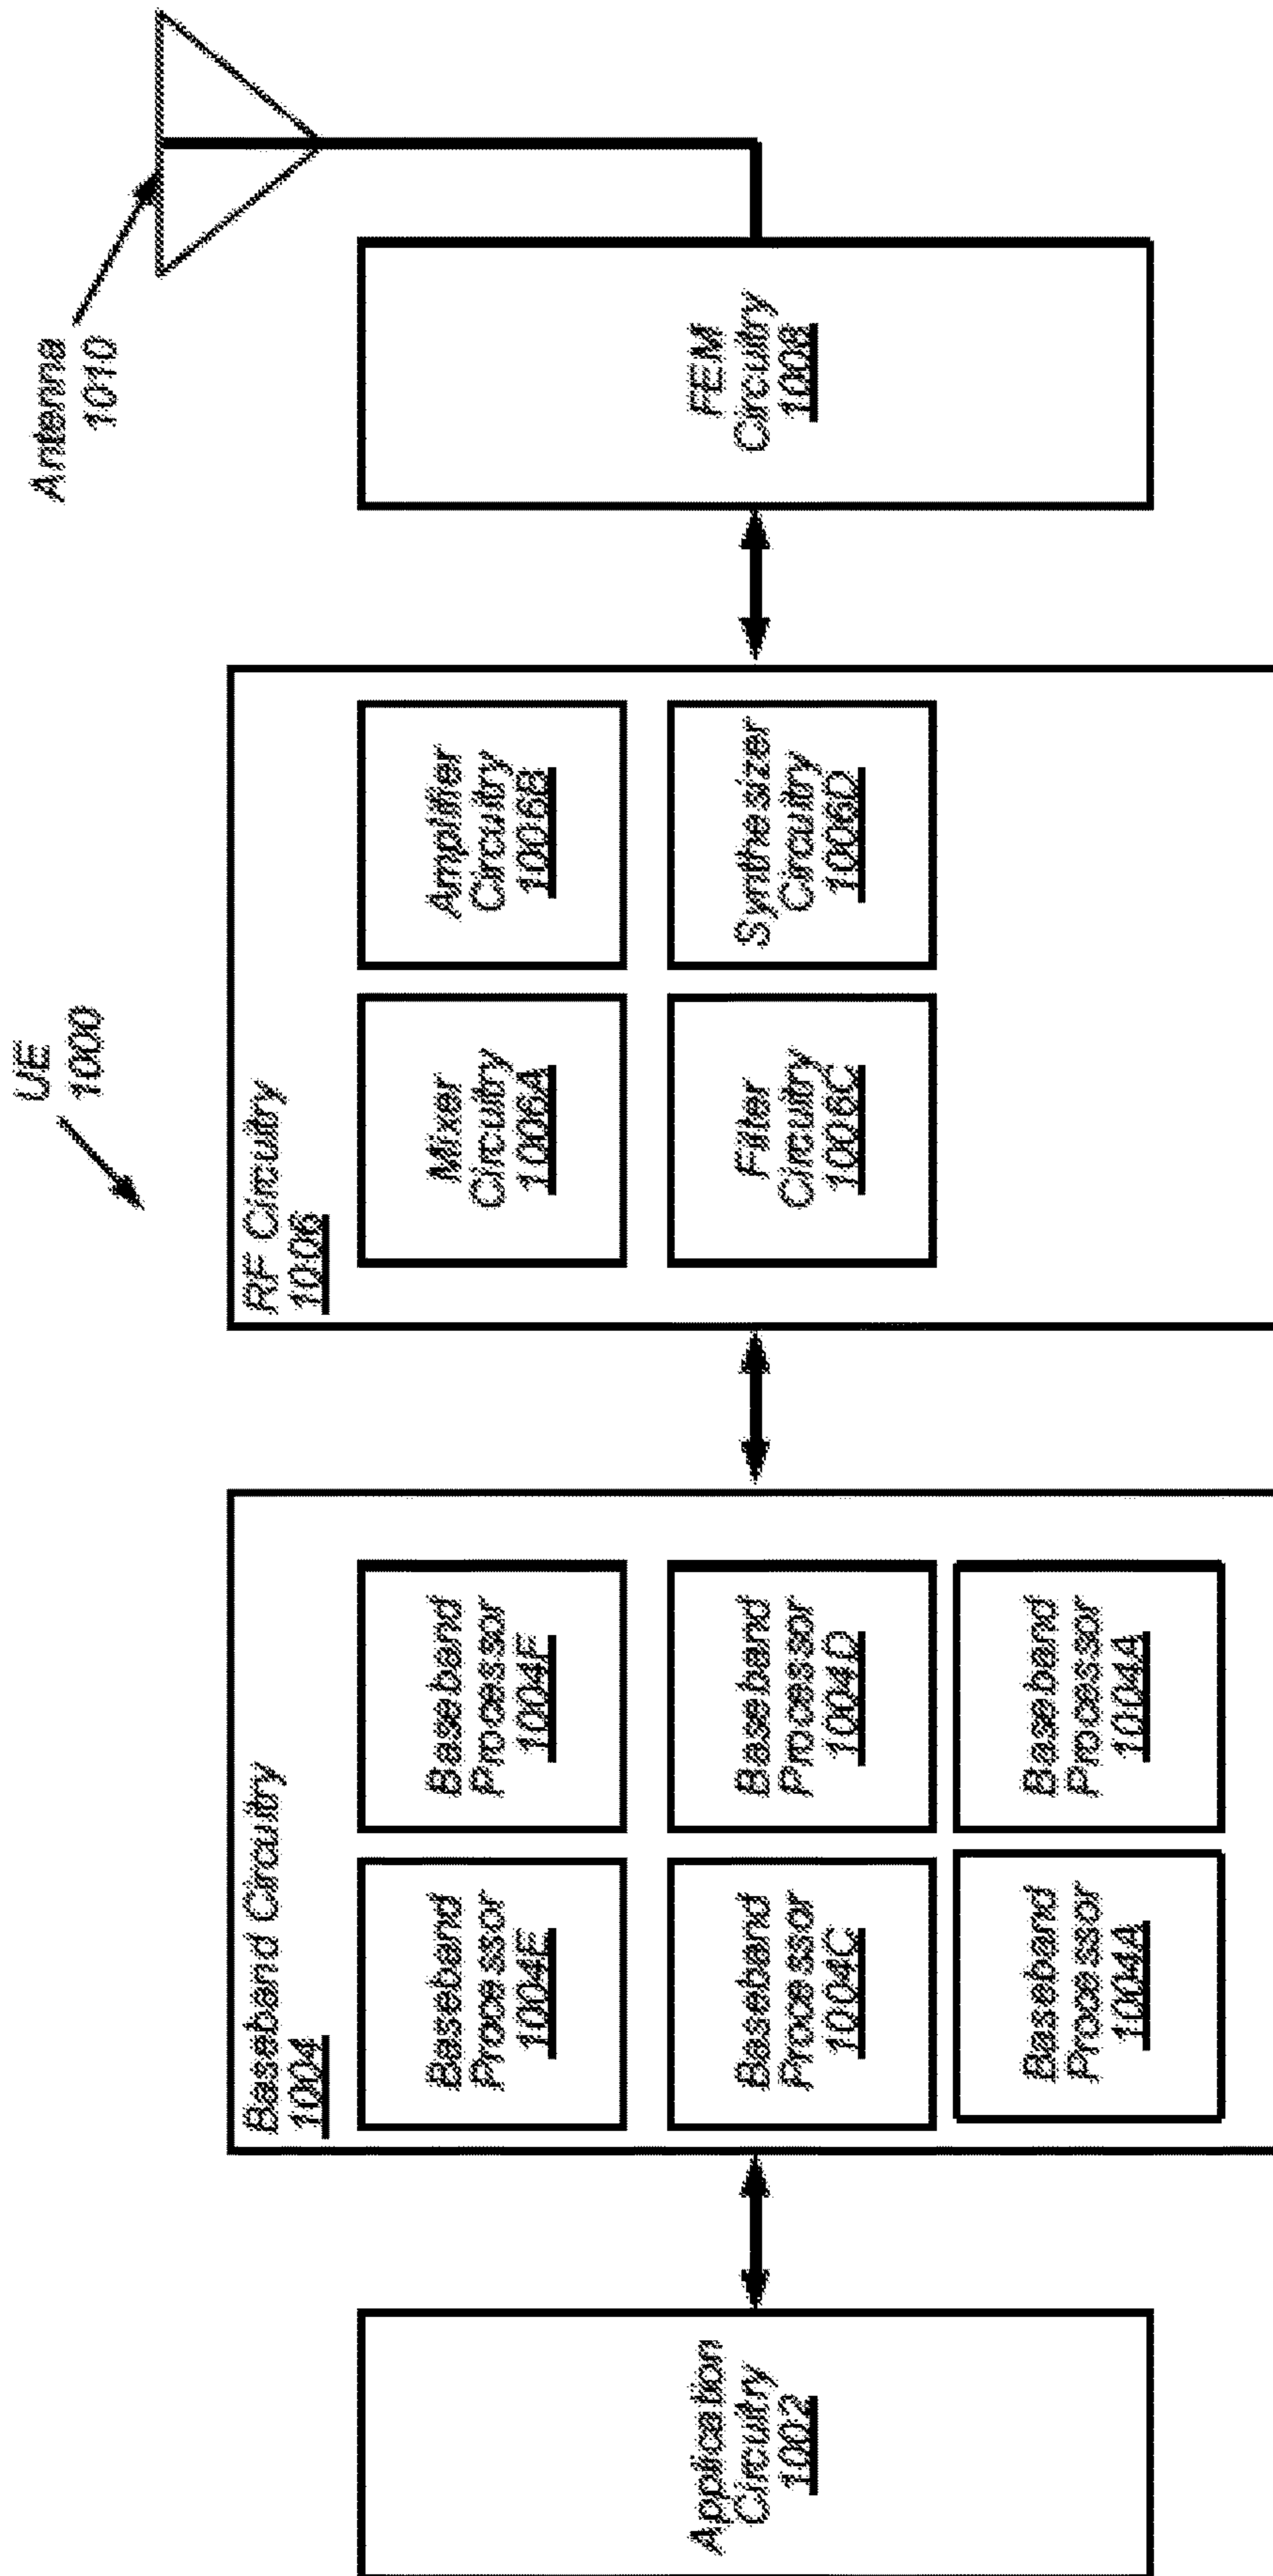 UE
1000
Antenna
1010
Application
Circuitry
1002
Baseband Circuitry
1004
Baseband
Processor
1004E
Baseband
Processor
1004F
Baseband
Processor
1004C
Baseband
Processor
1004D
Baseband
Processor
1004A
Baseband
Processor
1004A
RF Circuitry
1006
Mixer
Circuitry
1006A
Amplifier
Circuitry
1006B
Filter
Circuitry
1006C
Synthesizer
Circuitry
1006D
FEM
Circuitry
1008